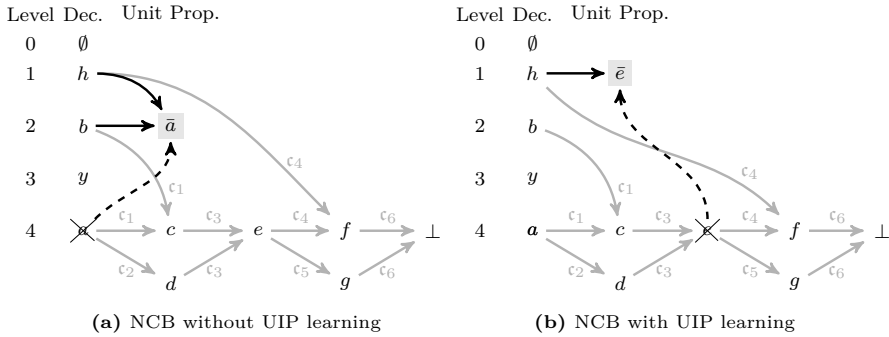 Level Dec. Unit Prop.
0 ∅
1 h
c₄
2 b ā
c₁
3 y
4 a c₁ c c₃ e c₄ f c₆ ⊥
c₂ d c₃ c₅ g c₆
(a) NCB without UIP learning
Level Dec. Unit Prop.
0 ∅
1 h ē
2 b
c₄
c₁
3 y
4 a c₁ c c₃ e c₄ f c₆ ⊥
c₂ d c₃ c₅ g c₆
(b) NCB with UIP learning